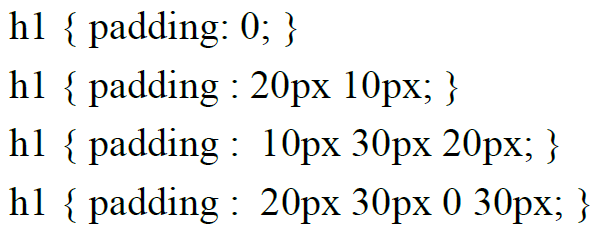 h1 { padding: 0; }
h1 { padding : 20px 10px; }
h1 { padding :  10px 30px 20px; }
h1 { padding :  20px 30px 0 30px; }